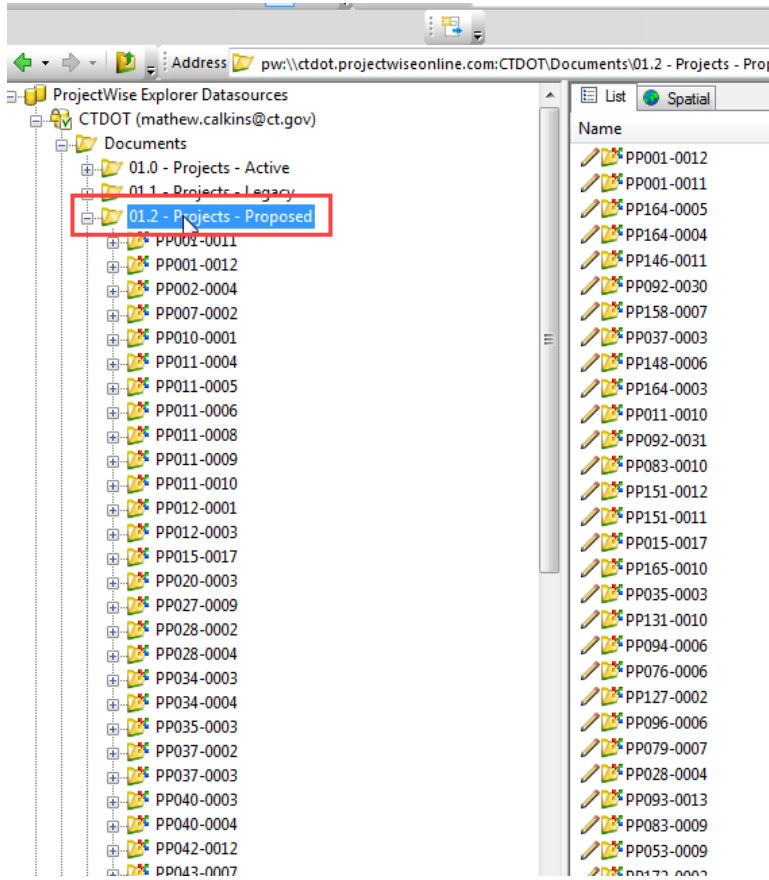 Address pw:\\ctdot.projectwiseonline.com:CTDOT\Documents\01.2 - Projects - Prop
ProjectWise Explorer Datasources
CTDOT (mathew.calkins@ct.gov)
Documents
01.0 - Projects - Active
01.1 - Projects - Legacy
01.2 - Projects - Proposed
PP001-0011
PP001-0012
PP002-0004
PP007-0002
PP010-0001
PP011-0004
PP011-0005
PP011-0006
PP011-0008
PP011-0009
PP011-0010
PP012-0001
PP012-0003
PP015-0017
PP020-0003
PP027-0009
PP028-0002
PP028-0004
PP034-0003
PP034-0004
PP035-0003
PP037-0002
PP037-0003
PP040-0003
PP040-0004
PP042-0012
PP043-0007
List Spatial
Name
PP001-0012
PP001-0011
PP164-0005
PP164-0004
PP146-0011
PP092-0030
PP158-0007
PP037-0003
PP148-0006
PP164-0003
PP011-0010
PP092-0031
PP083-0010
PP151-0012
PP151-0011
PP015-0017
PP165-0010
PP035-0003
PP131-0010
PP094-0006
PP076-0006
PP127-0002
PP096-0006
PP079-0007
PP028-0004
PP093-0013
PP083-0009
PP053-0009
PP172-0002